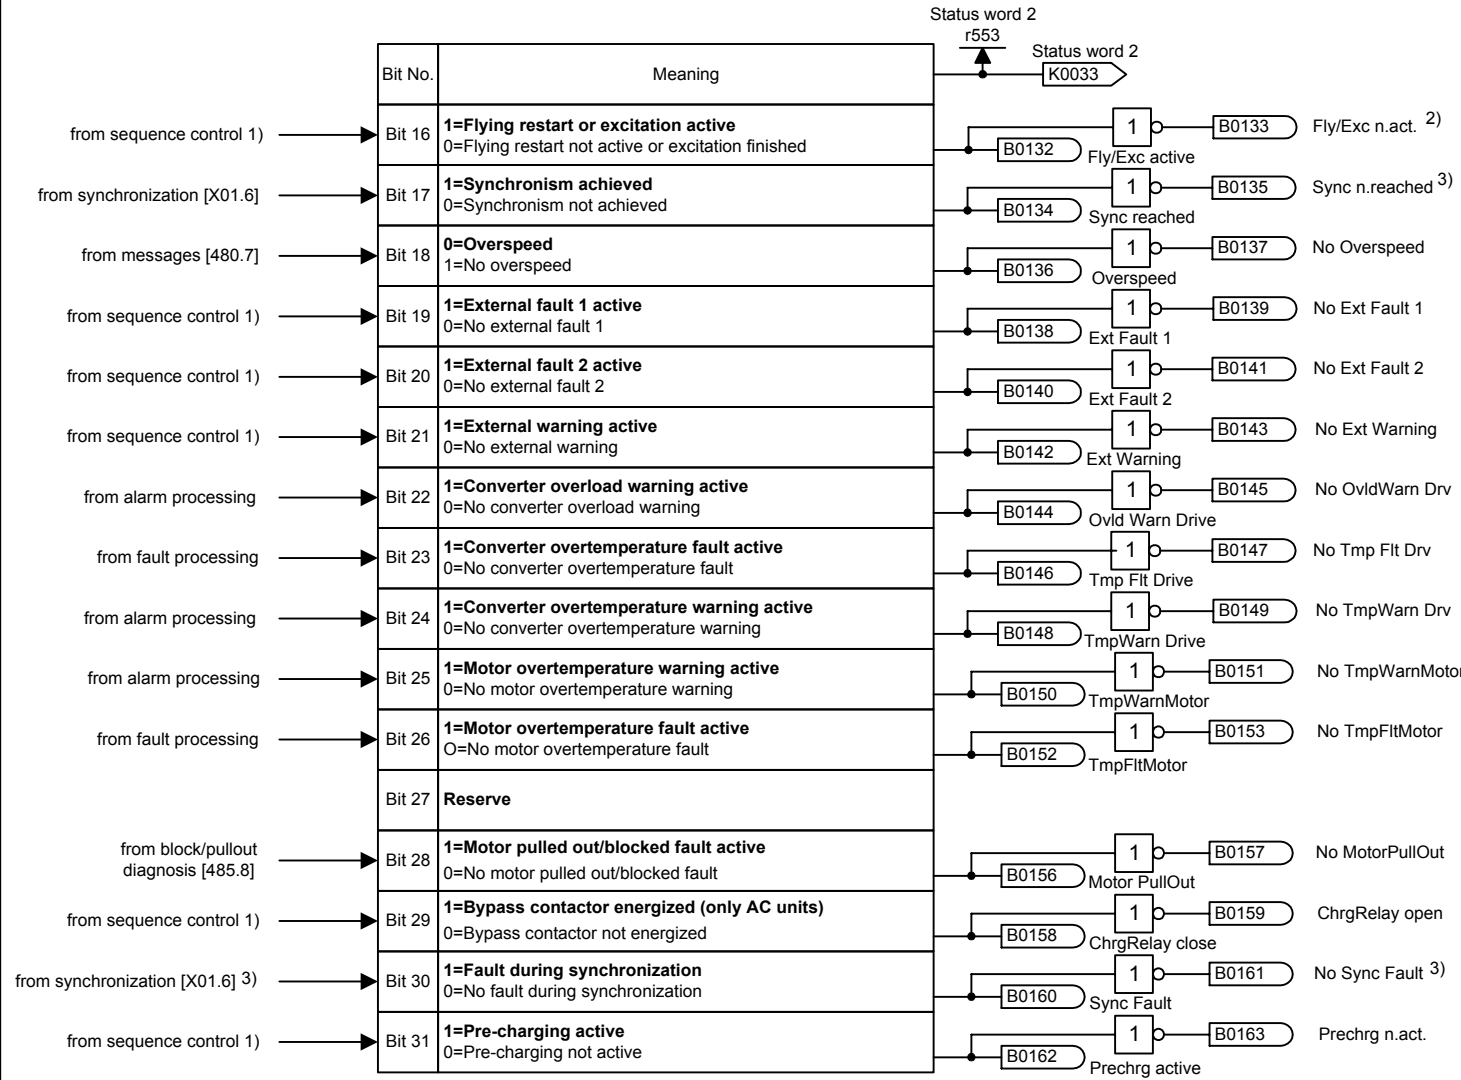 Status word 2
r553
Status word 2
K0033
Bit No. Meaning
from sequence control 1) Bit 16 1=Flying restart or excitation active
0=Flying restart not active or excitation finished
B0132 Fly/Exc active 1 B0133 Fly/Exc n.act. 2)
from synchronization [X01.6] Bit 17 1=Synchronism achieved
0=Synchronism not achieved
B0134 Sync reached 1 B0135 Sync n.reached 3)
from messages [480.7] Bit 18 0=Overspeed
1=No overspeed
B0136 Overspeed 1 B0137 No Overspeed
from sequence control 1) Bit 19 1=External fault 1 active
0=No external fault 1
B0138 Ext Fault 1 1 B0139 No Ext Fault 1
from sequence control 1) Bit 20 1=External fault 2 active
0=No external fault 2
B0140 Ext Fault 2 1 B0141 No Ext Fault 2
from sequence control 1) Bit 21 1=External warning active
0=No external warning
B0142 Ext Warning 1 B0143 No Ext Warning
from alarm processing Bit 22 1=Converter overload warning active
0=No converter overload warning
B0144 Ovld Warn Drive 1 B0145 No OvldWarn Drv
from fault processing Bit 23 1=Converter overtemperature fault active
0=No converter overtemperature fault
B0146 Tmp Flt Drive 1 B0147 No Tmp Flt Drv
from alarm processing Bit 24 1=Converter overtemperature warning active
0=No converter overtemperature warning
B0148 TmpWarn Drive 1 B0149 No TmpWarn Drv
from alarm processing Bit 25 1=Motor overtemperature warning active
0=No motor overtemperature warning
B0150 TmpWarnMotor 1 B0151 No TmpWarnMotor
from fault processing Bit 26 1=Motor overtemperature fault active
O=No motor overtemperature fault
B0152 TmpFltMotor 1 B0153 No TmpFltMotor
Bit 27 Reserve
from block/pullout
diagnosis [485.8] Bit 28 1=Motor pulled out/blocked fault active
0=No motor pulled out/blocked fault
B0156 Motor PullOut 1 B0157 No MotorPullOut
from sequence control 1) Bit 29 1=Bypass contactor energized (only AC units)
0=Bypass contactor not energized
B0158 ChrgRelay close 1 B0159 ChrgRelay open
from synchronization [X01.6] 3) Bit 30 1=Fault during synchronization
0=No fault during synchronization
B0160 Sync Fault 1 B0161 No Sync Fault 3)
from sequence control 1) Bit 31 1=Pre-charging active
0=Pre-charging not active
B0162 Prechrg active 1 B0163 Prechrg n.act.